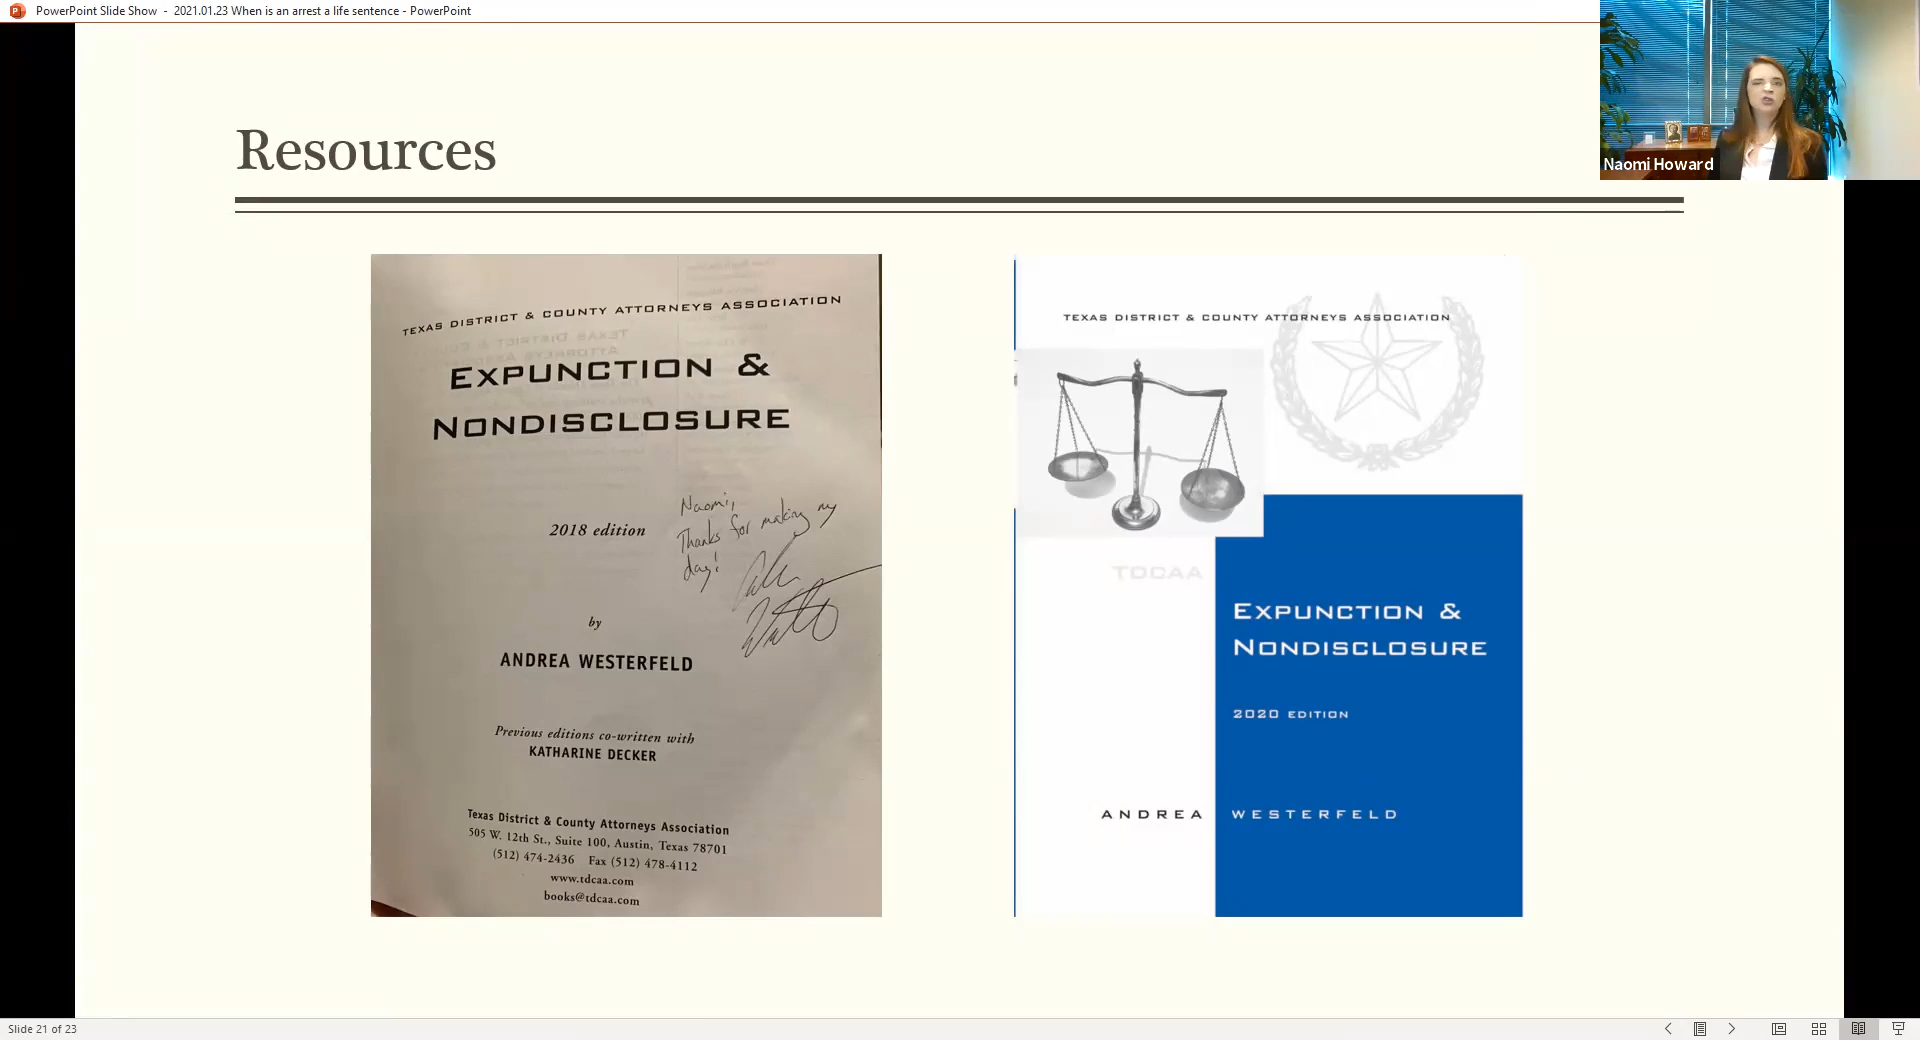 PowerPoint Slide Show - 2021.01.23 When is an arrest a life sentence - PowerPoint
Naomi Howard
Resources
TEXAS DISTRICT & COUNTY ATTORNEYS ASSOCIATION
EXPUNCTION &
NONDISCLOSURE
2018 edition
Naomi,
Thanks for making my
day!
by
ANDREA WESTERFELD
Previous editions co-written with
KATHARINE DECKER
Texas District & County Attorneys Association
505 W. 12th St., Suite 100, Austin, Texas 78701
(512) 474-2436 Fax (512) 478-4112
www.tdcaa.com
books@tdcaa.com
TEXAS DISTRICT & COUNTY ATTORNEYS ASSOCIATION
TDCAA
EXPUNCTION &
NONDISCLOSURE
2020 EDITION
ANDREA WESTERFELD
Slide 21 of 23